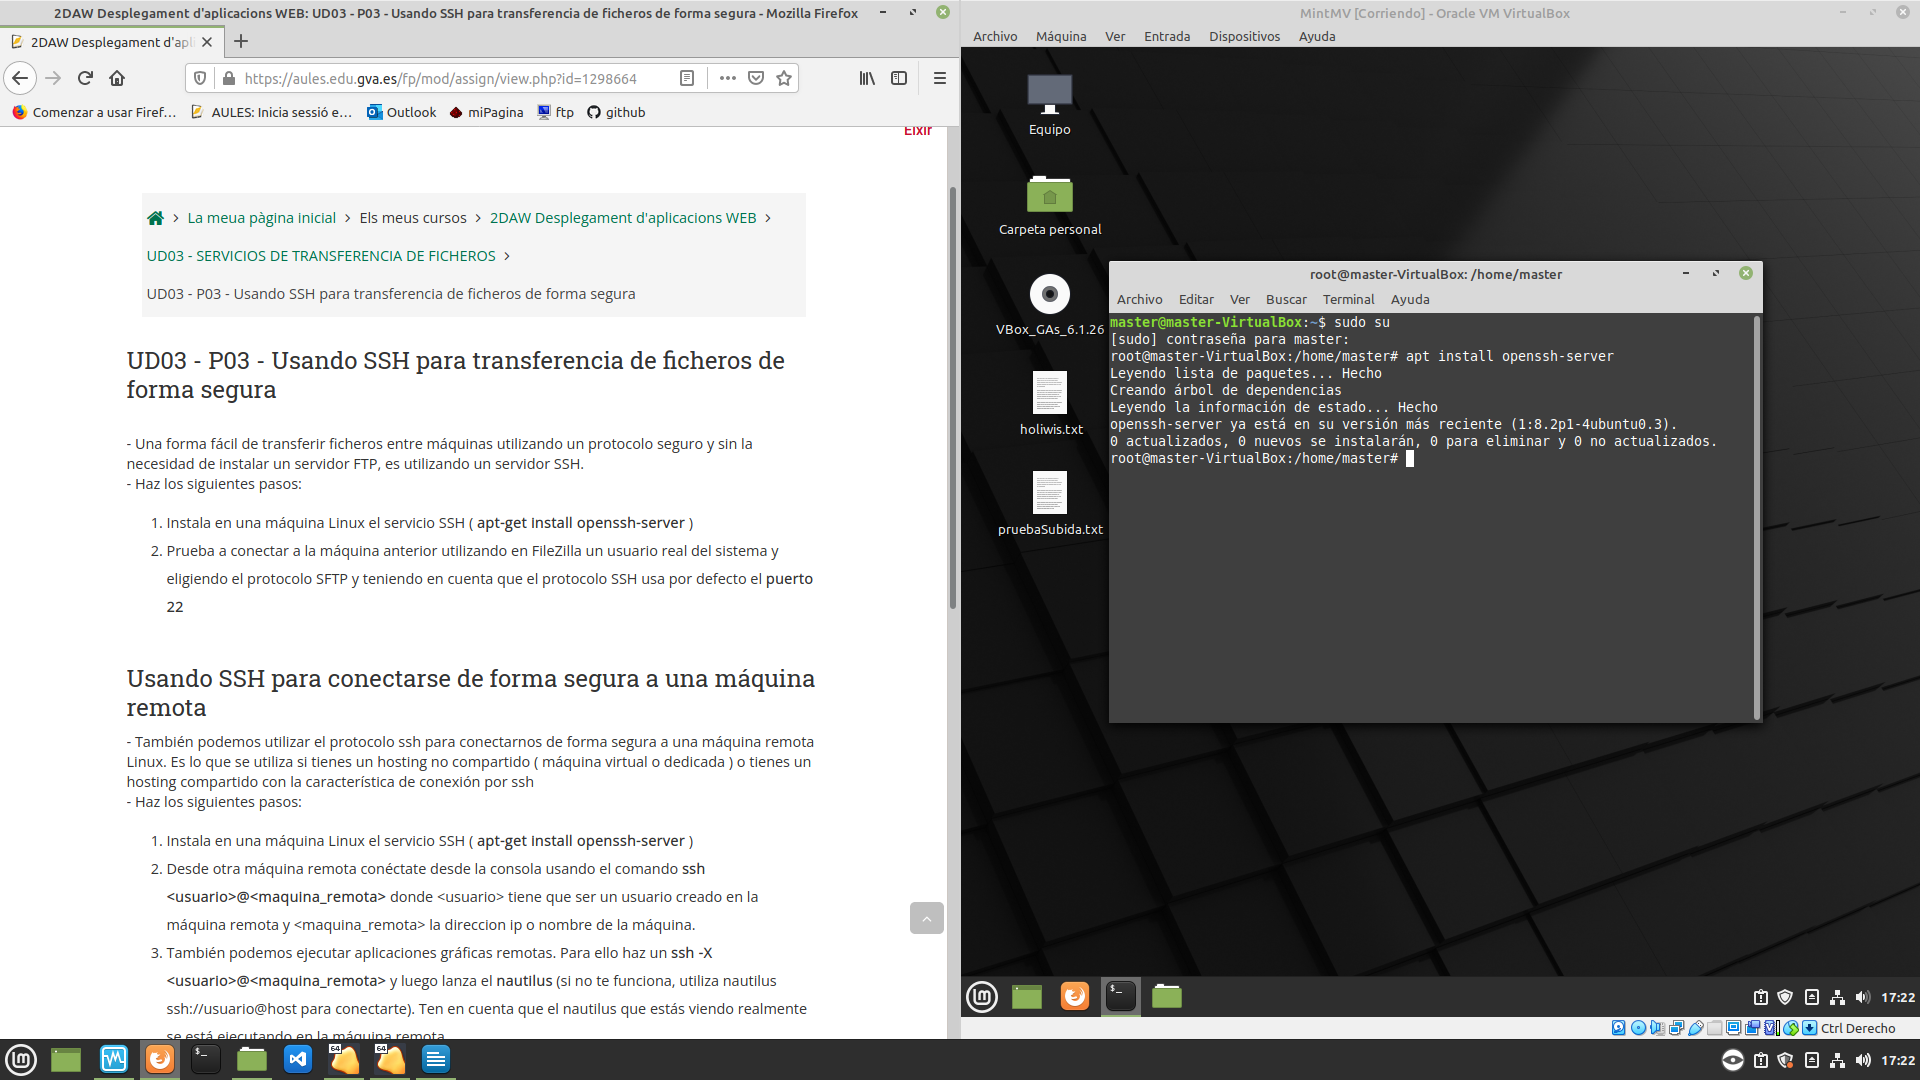 2DAW Desplegament d'aplicacions WEB: UD03 - P03 - Usando SSH para transferencia de ficheros de forma segura - Mozilla Firefox
2DAW Desplegament d'apl
https://aules.edu.gva.es/fp/mod/assign/view.php?id=1298664
Comenzar a usar Firef…
AULES: Inicia sessió e…
Outlook
miPagina
ftp
github
Eixir
La meua pàgina inicial > Els meus cursos > 2DAW Desplegament d'aplicacions WEB >
UD03 - SERVICIOS DE TRANSFERENCIA DE FICHEROS >
UD03 - P03 - Usando SSH para transferencia de ficheros de forma segura
UD03 - P03 - Usando SSH para transferencia de ficheros de
forma segura
- Una forma fácil de transferir ficheros entre máquinas utilizando un protocolo seguro y sin la
necesidad de instalar un servidor FTP, es utilizando un servidor SSH.
- Haz los siguientes pasos:
1. Instala en una máquina Linux el servicio SSH ( apt-get install openssh-server )
2. Prueba a conectar a la máquina anterior utilizando en FileZilla un usuario real del sistema y
eligiendo el protocolo SFTP y teniendo en cuenta que el protocolo SSH usa por defecto el puerto
22
Usando SSH para conectarse de forma segura a una máquina
remota
- También podemos utilizar el protocolo ssh para conectarnos de forma segura a una máquina remota
Linux. Es lo que se utiliza si tienes un hosting no compartido ( máquina virtual o dedicada ) o tienes un
hosting compartido con la característica de conexión por ssh
- Haz los siguientes pasos:
1. Instala en una máquina Linux el servicio SSH ( apt-get install openssh-server )
2. Desde otra máquina remota conéctate desde la consola usando el comando ssh
<usuario>@<maquina_remota> donde <usuario> tiene que ser un usuario creado en la
máquina remota y <maquina_remota> la direccion ip o nombre de la máquina.
3. También podemos ejecutar aplicaciones gráficas remotas. Para ello haz un ssh -X
<usuario>@<maquina_remota> y luego lanza el nautilus (si no te funciona, utiliza nautilus
ssh://usuario@host para conectarte). Ten en cuenta que el nautilus que estás viendo realmente
se está ejecutando en la máquina remota
MintMV [Corriendo] - Oracle VM VirtualBox
Archivo Máquina Ver Entrada Dispositivos Ayuda
Equipo
Carpeta personal
VBox_GAs_6.1.26
holiwis.txt
pruebaSubida.txt
root@master-VirtualBox: /home/master
Archivo Editar Ver Buscar Terminal Ayuda
master@master-VirtualBox:~$ sudo su
[sudo] contraseña para master:
root@master-VirtualBox:/home/master# apt install openssh-server
Leyendo lista de paquetes... Hecho
Creando árbol de dependencias
Leyendo la información de estado... Hecho
openssh-server ya está en su versión más reciente (1:8.2p1-4ubuntu0.3).
0 actualizados, 0 nuevos se instalarán, 0 para eliminar y 0 no actualizados.
root@master-VirtualBox:/home/master#
17:22
Ctrl Derecho
64
64
17:22